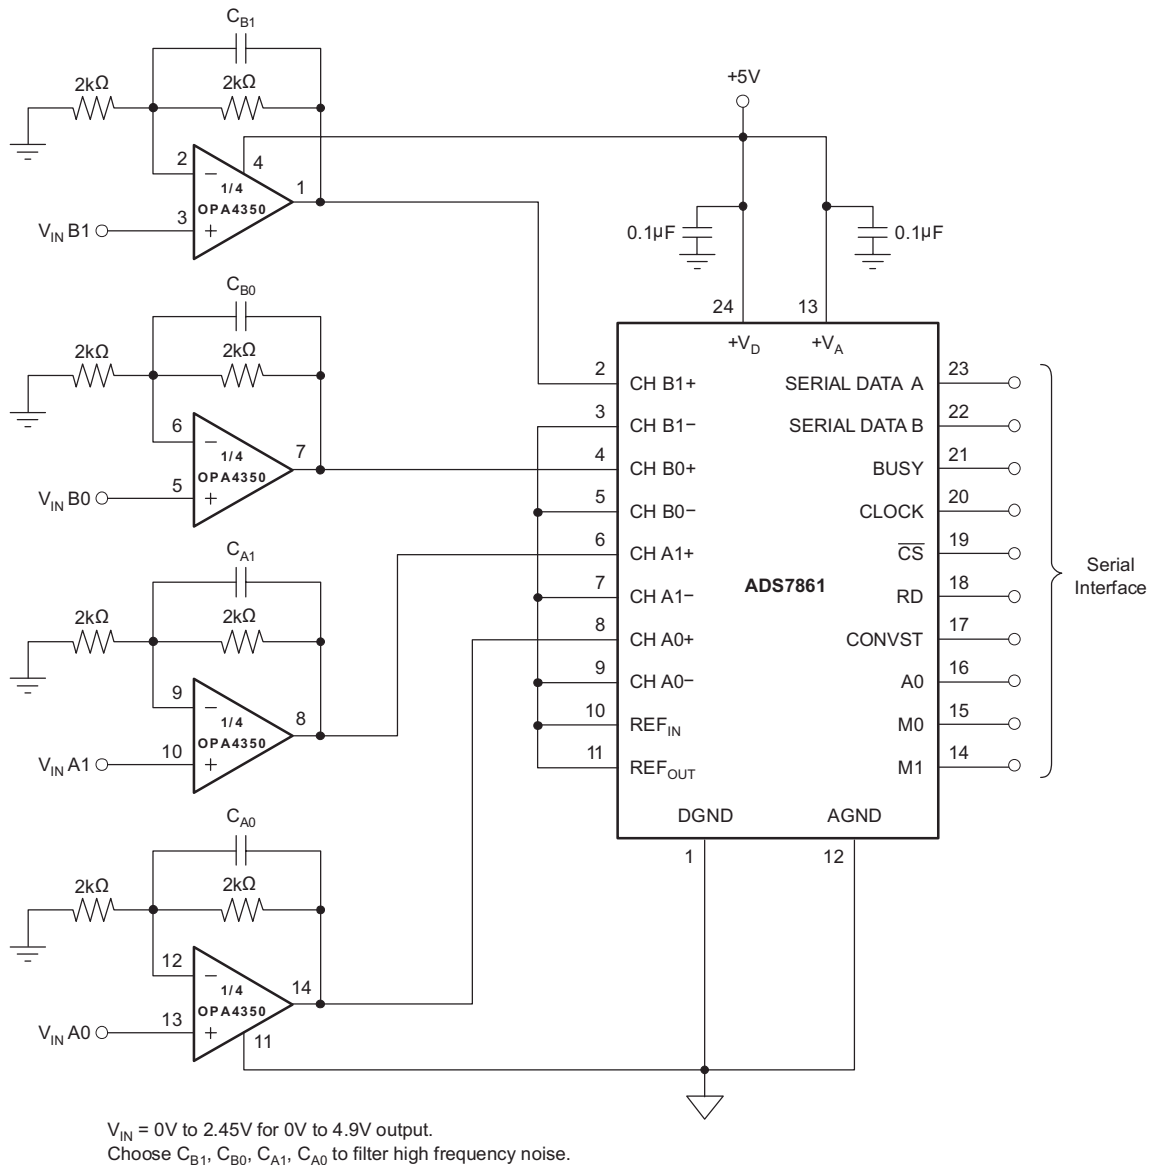 C_B1
2kΩ
2kΩ
2
−
4
1/4
OPA4350
1
3
+
V_IN B1
+5V
0.1µF
0.1µF
C_B0
2kΩ
2kΩ
6
−
1/4
OPA4350
7
5
+
V_IN B0
C_A1
2kΩ
2kΩ
9
−
1/4
OPA4350
8
10
+
V_IN A1
C_A0
2kΩ
2kΩ
12
−
1/4
OPA4350
14
13
+
11
V_IN A0
24
13
+V_D
+V_A
2
CH B1+
3
CH B1−
4
CH B0+
5
CH B0−
6
CH A1+
7
CH A1−
8
CH A0+
9
CH A0−
10
REF_IN
11
REF_OUT
ADS7861
SERIAL DATA A
23
SERIAL DATA B
22
BUSY
21
CLOCK
20
C̅S̅
19
RD
18
CONVST
17
A0
16
M0
15
M1
14
Serial
Interface
DGND
AGND
1
12
V_IN = 0V to 2.45V for 0V to 4.9V output.
Choose C_B1, C_B0, C_A1, C_A0 to filter high frequency noise.